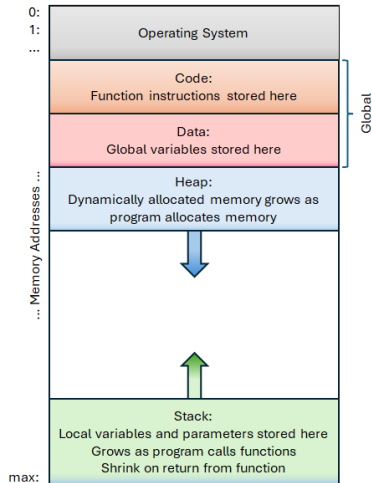 0:
1:
...
Operating System
Code:
Function instructions stored here
Data:
Global variables stored here
Global
Heap:
Dynamically allocated memory grows as
program allocates memory
... Memory Addresses ...
Stack:
Local variables and parameters stored here
Grows as program calls functions
Shrink on return from function
max: